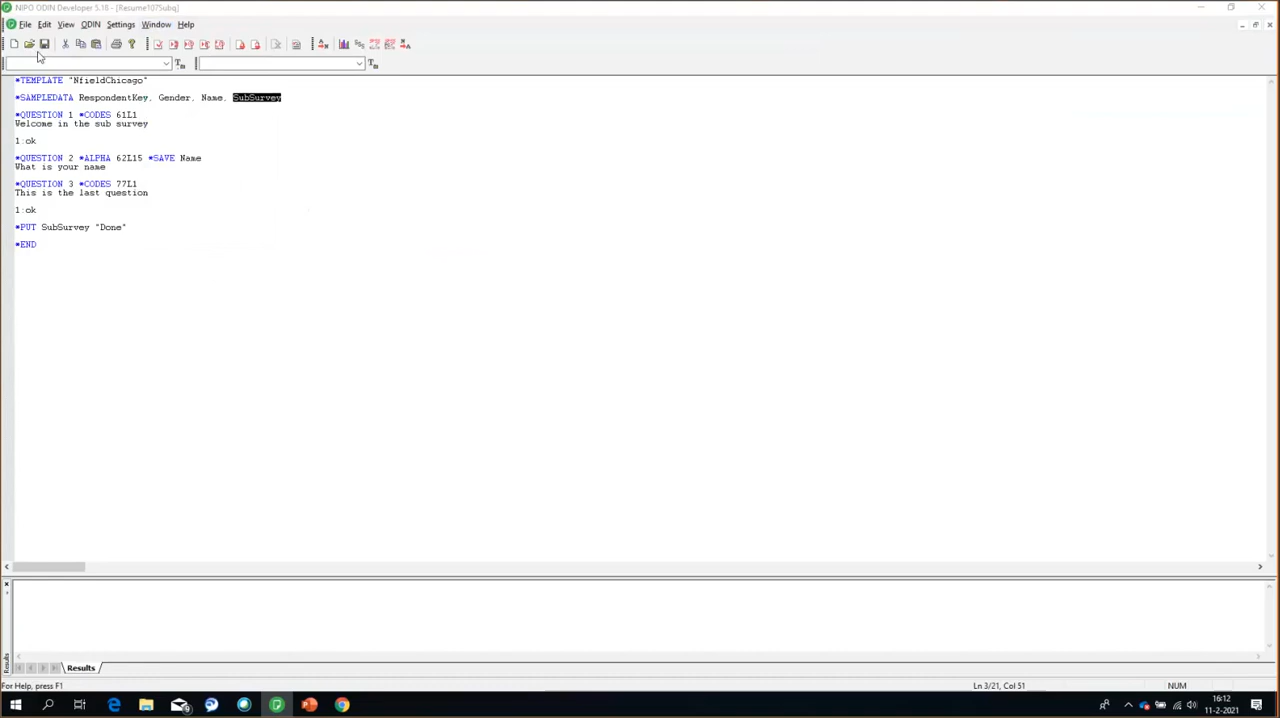 NIPO ODIN Developer 5.18 - [Resume107Subq]
File Edit View ODIN Settings Window Help
*TEMPLATE "NfieldChicago"
*SAMPLEDATA RespondentKey, Gender, Name, SubSurvey
*QUESTION 1 *CODES 61L1
Welcome in the sub survey
1:ok
*QUESTION 2 *ALPHA 62L15 *SAVE Name
What is your name
*QUESTION 3 *CODES 77L1
This is the last question
1:ok
*PUT SubSurvey "Done"
*END
Results
Results
For Help, press F1
Ln 3/21, Col 51
NUM
16:12
11-2-2021